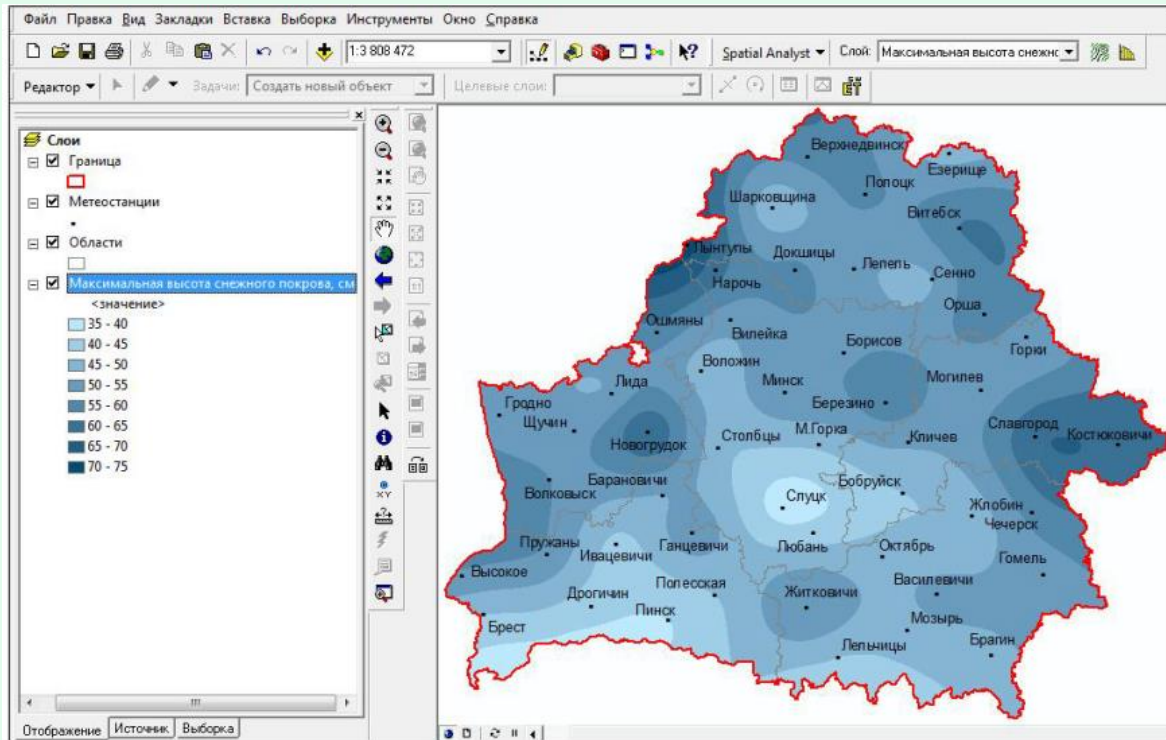 Файл Правка Вид Закладки Вставка Выборка Инструменты Окно Справка
1:3 808 472
Spatial Analyst
Слой: Максимальная высота снежно
Редактор
Задачи: Создать новый объект
Целевые слои:
Слои
Граница
Метеостанции
Области
Максимальная высота снежного покрова, см
<значение>
35 - 40
40 - 45
45 - 50
50 - 55
55 - 60
60 - 65
65 - 70
70 - 75
Отображение Источник Выборка
Верхнедвинск
Езерище
Полоцк
Шарковщина
Витебск
Лынтупы
Докшицы
Лепель
Сенно
Нарочь
Орша
Ошмяны
Вилейка
Борисов
Горки
Воложин
Лида
Минск
Могилев
Гродно
Березино
Щучин
Славгород
Новогрудок
Столбцы
М.Горка
Кличев
Костюковичи
Барановичи
Бобруйск
Волковыск
Слуцк
Жлобин
Чечерск
Пружаны
Ивацевичи
Ганцевичи
Любань
Октябрь
Гомель
Высокое
Полесская
Житковичи
Василевичи
Дрогичин
Пинск
Мозырь
Брест
Лельчицы
Брагин